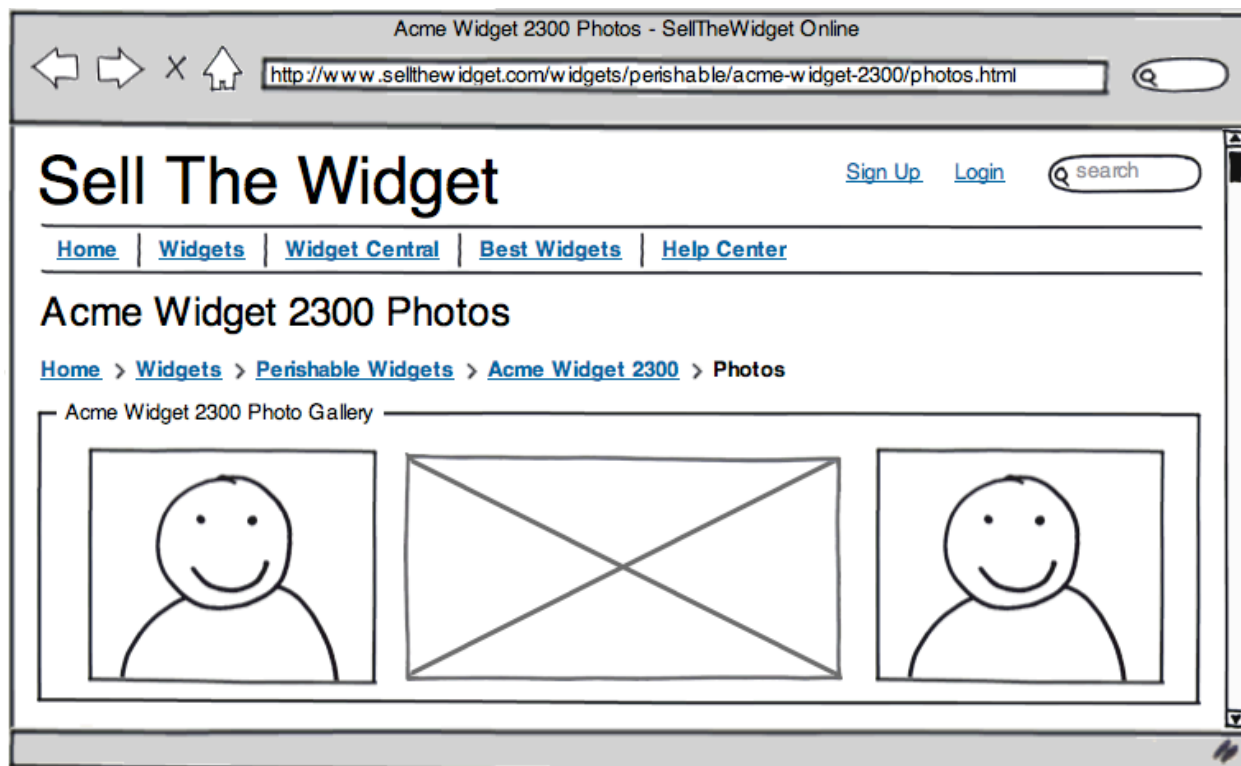 Acme Widget 2300 Photos - SellTheWidget Online
http://www.sellthewidget.com/widgets/perishable/acme-widget-2300/photos.html
Sell The Widget
Sign Up Login search
Home Widgets Widget Central Best Widgets Help Center
Acme Widget 2300 Photos
Home > Widgets > Perishable Widgets > Acme Widget 2300 > Photos
Acme Widget 2300 Photo Gallery